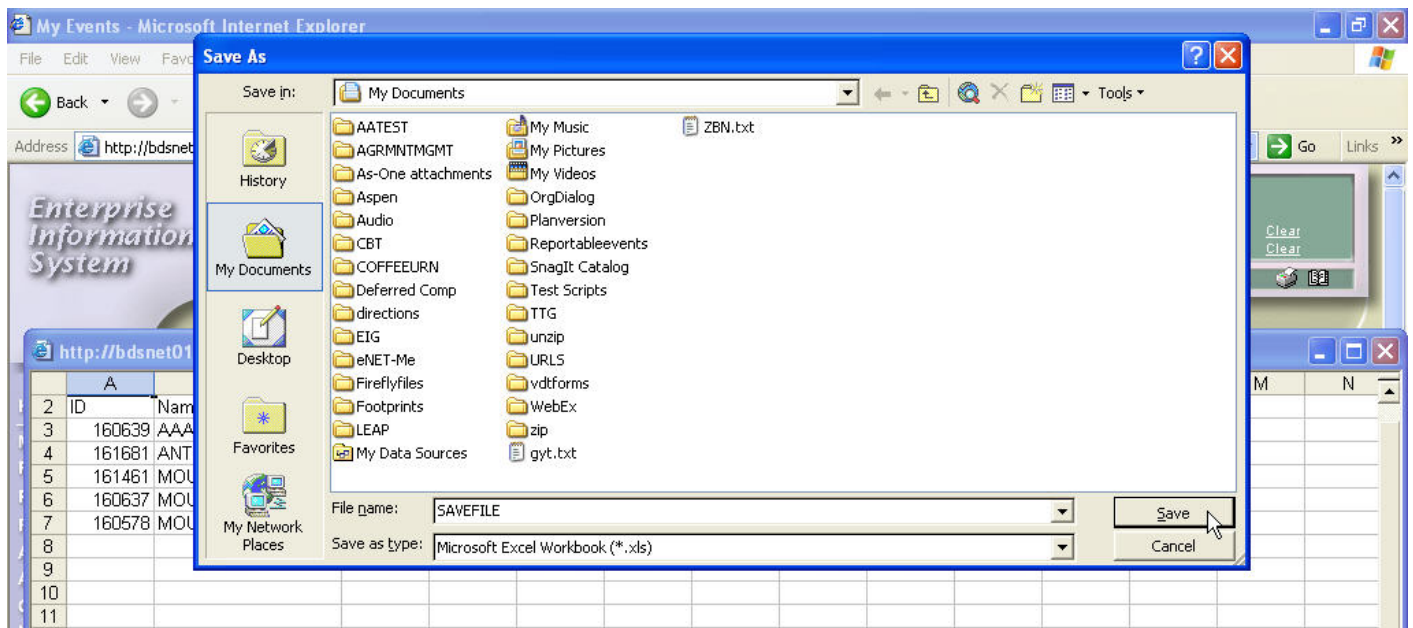 My Events - Microsoft Internet Explorer
File Edit View
Save As
Back
Save in: My Documents Tools
Address http://bdsnet Go Links »
Enterprise
Information
System
Clear
Clear
History
My Documents
Desktop
Favorites
My Network
Places
AATEST
AGRMNTMGMT
As-One attachments
Aspen
Audio
CBT
COFFEEURN
Deferred Comp
directions
EIG
eNET-Me
Fireflyfiles
Footprints
LEAP
My Data Sources
My Music
My Pictures
My Videos
OrgDialog
Planversion
Reportableevents
SnagIt Catalog
Test Scripts
TTG
unzip
URLS
vdtforms
WebEx
zip
gyt.txt
ZBN.txt
File name: SAVEFILE Save
Save as type: Microsoft Excel Workbook (*.xls) Cancel
http://bdsnet01
A M N
2 ID Nam
3 160639 AAA
4 161681 ANT
5 161461 MOU
6 160637 MOU
7 160578 MOU
8
9
10
11